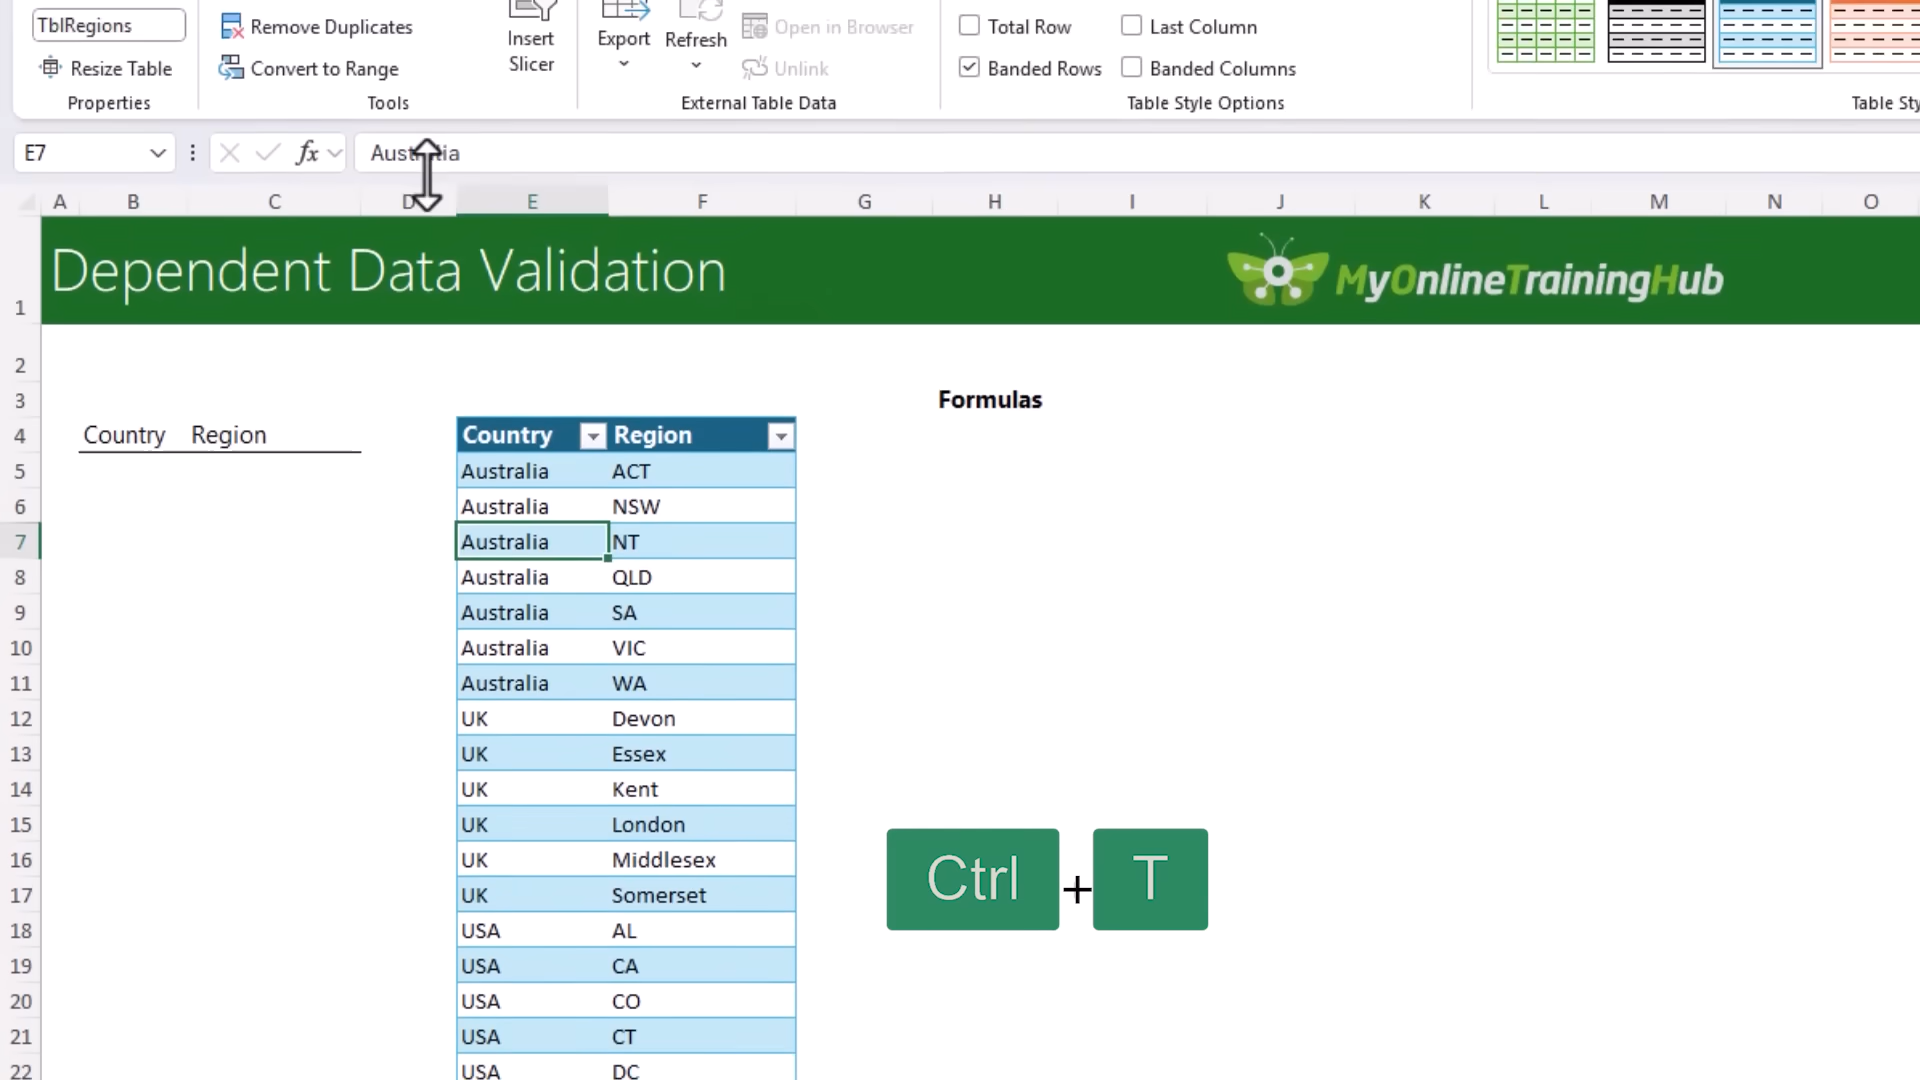 TblRegions
Resize Table
Properties
Remove Duplicates
Convert to Range
Tools
Insert
Slicer
Export
Refresh
Open in Browser
Unlink
External Table Data
Total Row
Last Column
Banded Rows
Banded Columns
Table Style Options
Table Sty
E7
fx
Australia
A B C D E F G H I J K L M N O
1 Dependent Data Validation MyOnlineTrainingHub
2
3 Formulas
4 Country Region Country Region
5 Australia ACT
6 Australia NSW
7 Australia NT
8 Australia QLD
9 Australia SA
10 Australia VIC
11 Australia WA
12 UK Devon
13 UK Essex
14 UK Kent
15 UK London
16 UK Middlesex
17 UK Somerset
18 USA AL
19 USA CA
20 USA CO
21 USA CT
22 USA DC
Ctrl + T